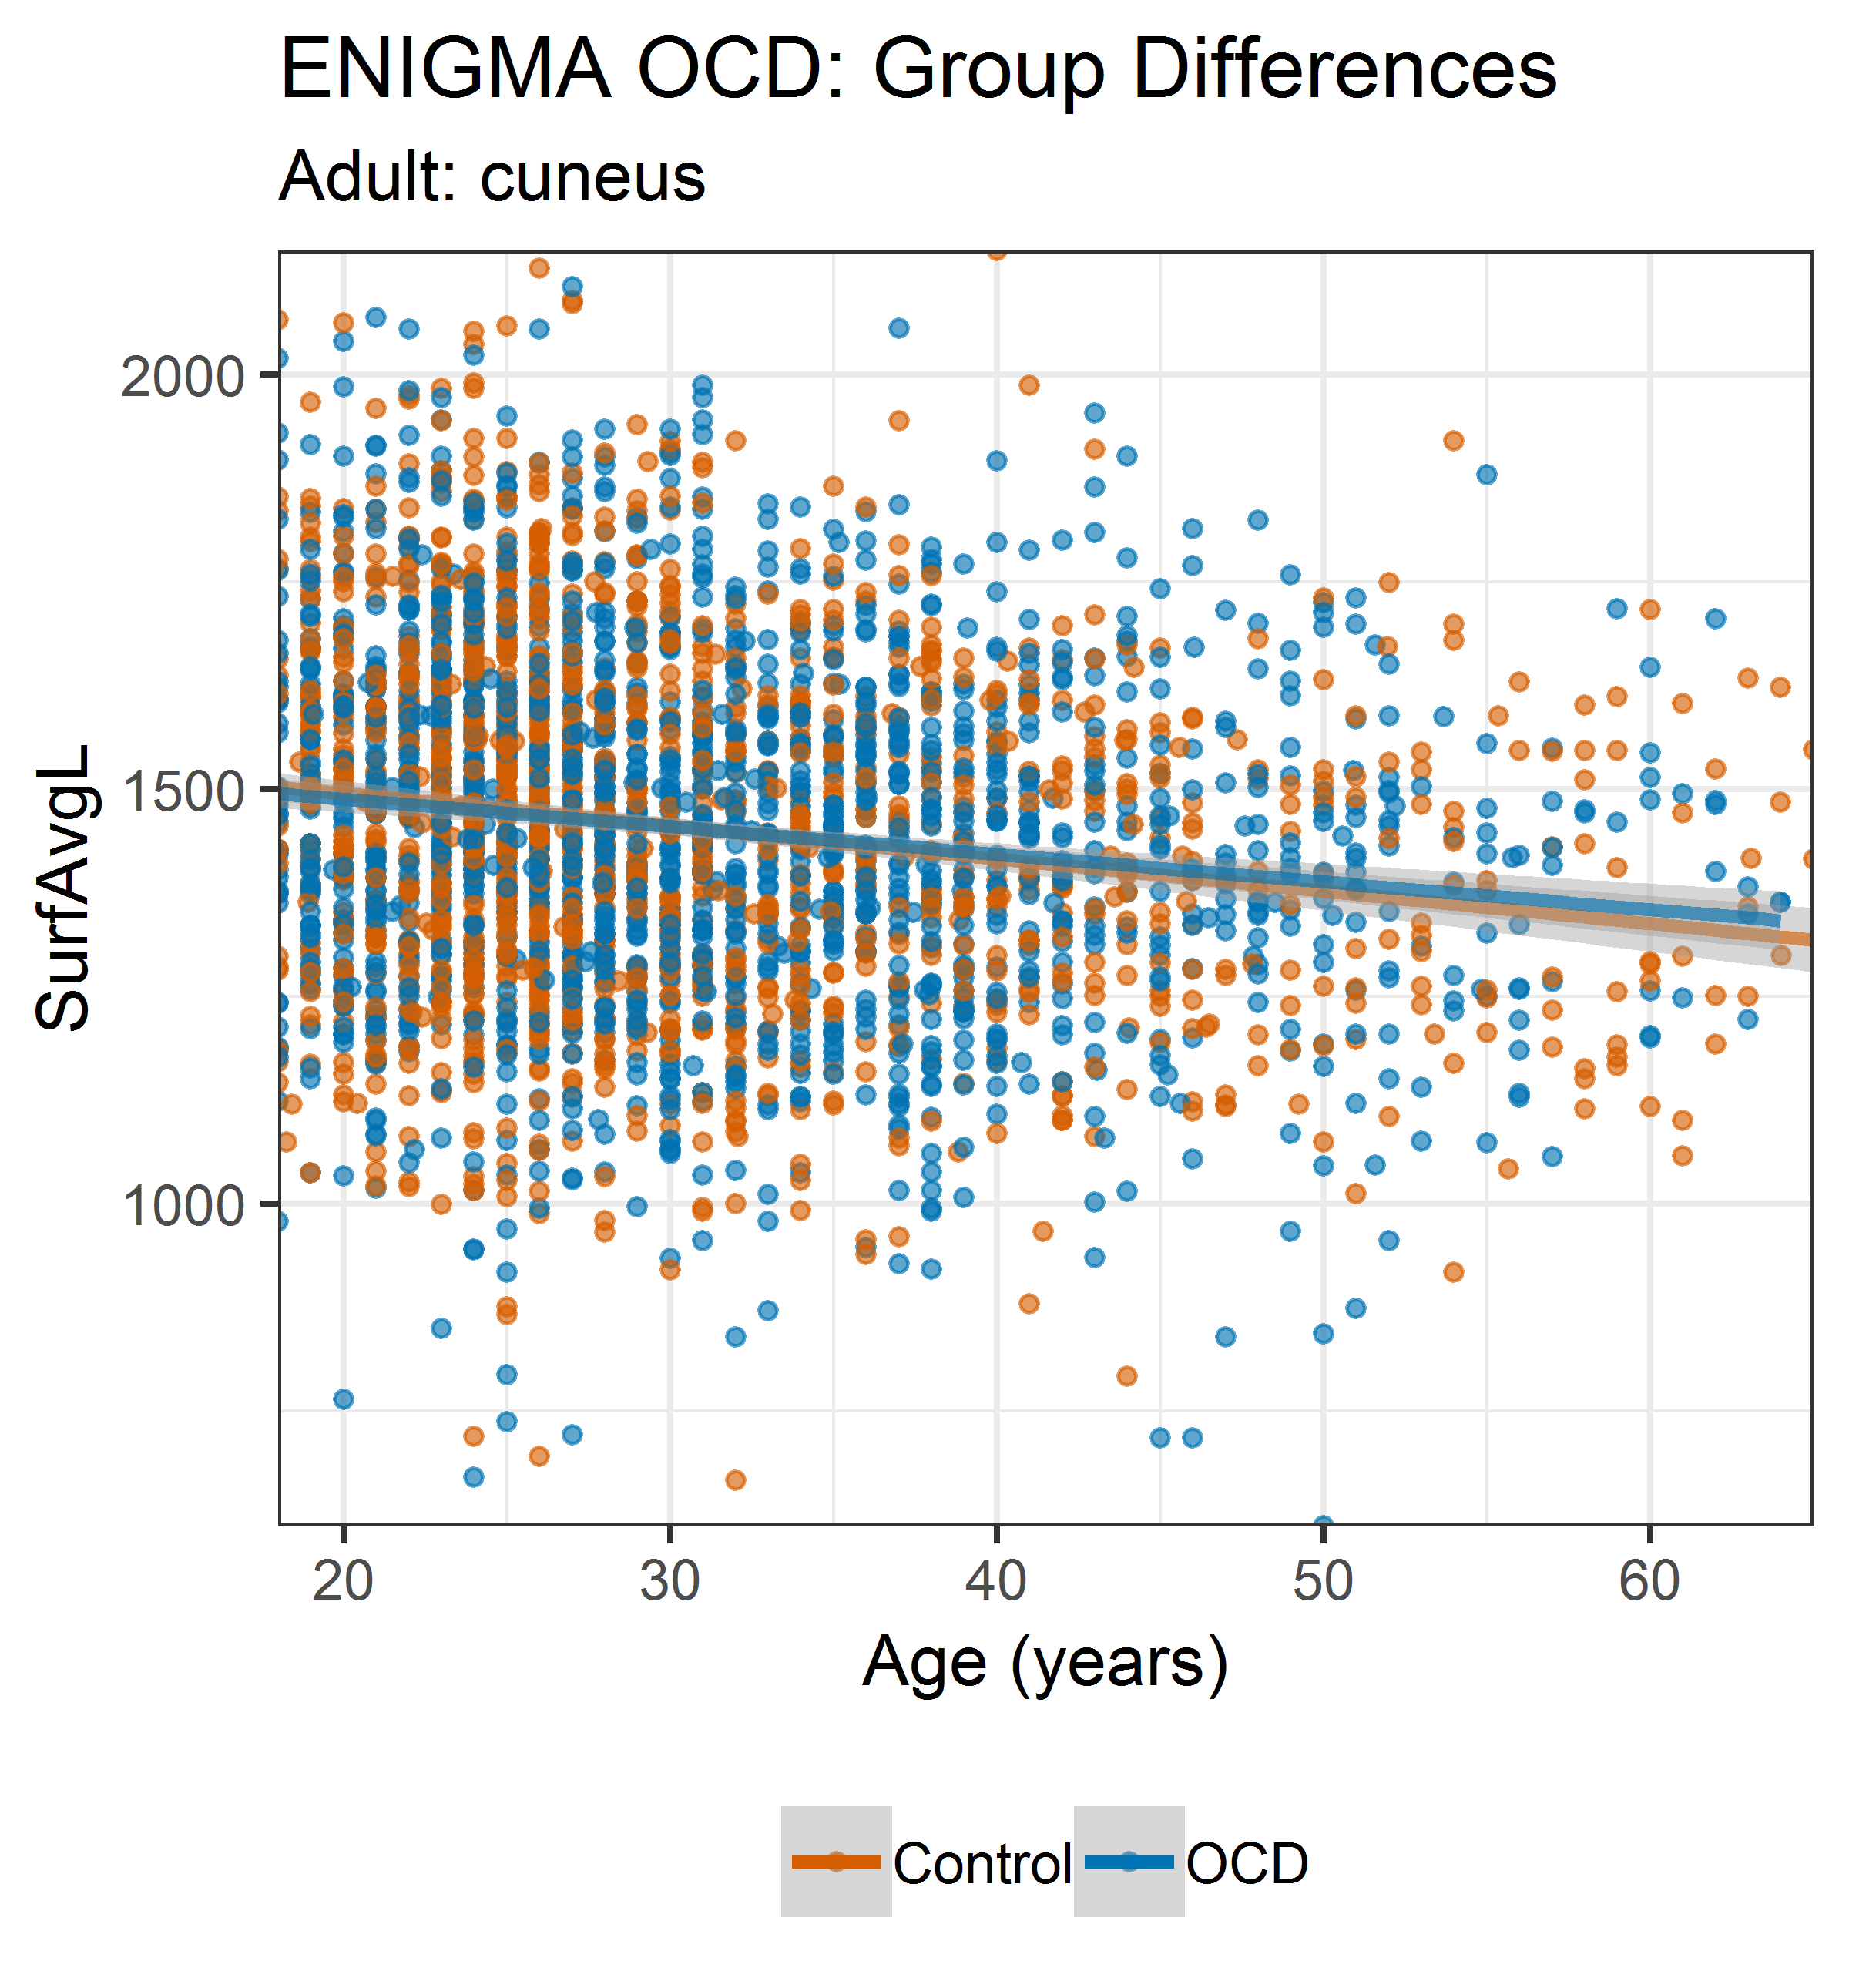 ENIGMA OCD: Group Differences
Adult: cuneus
SurfAvgL
2000
1500
1000
20 30 40 50 60
Age (years)
Control OCD